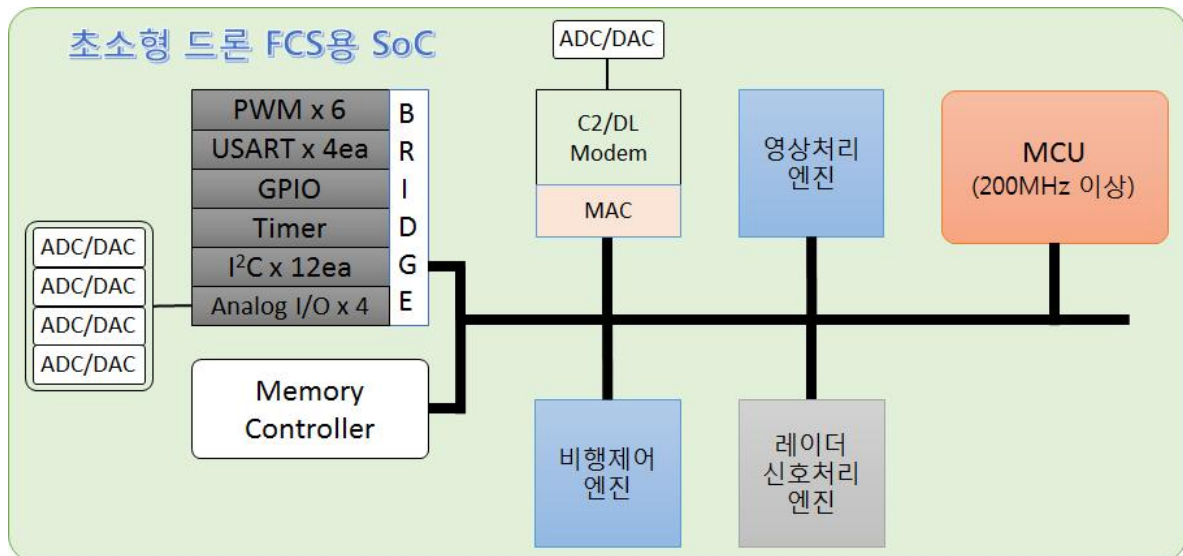 초소형 드론 FCS용 SoC
PWM x 6
USART x 4ea
GPIO
Timer
I²C x 12ea
Analog I/O x 4
B
R
I
D
G
E
ADC/DAC
ADC/DAC
ADC/DAC
ADC/DAC
Memory
Controller
ADC/DAC
C2/DL
Modem
MAC
영상처리
엔진
MCU
(200MHz 이상)
비행제어
엔진
레이더
신호처리
엔진